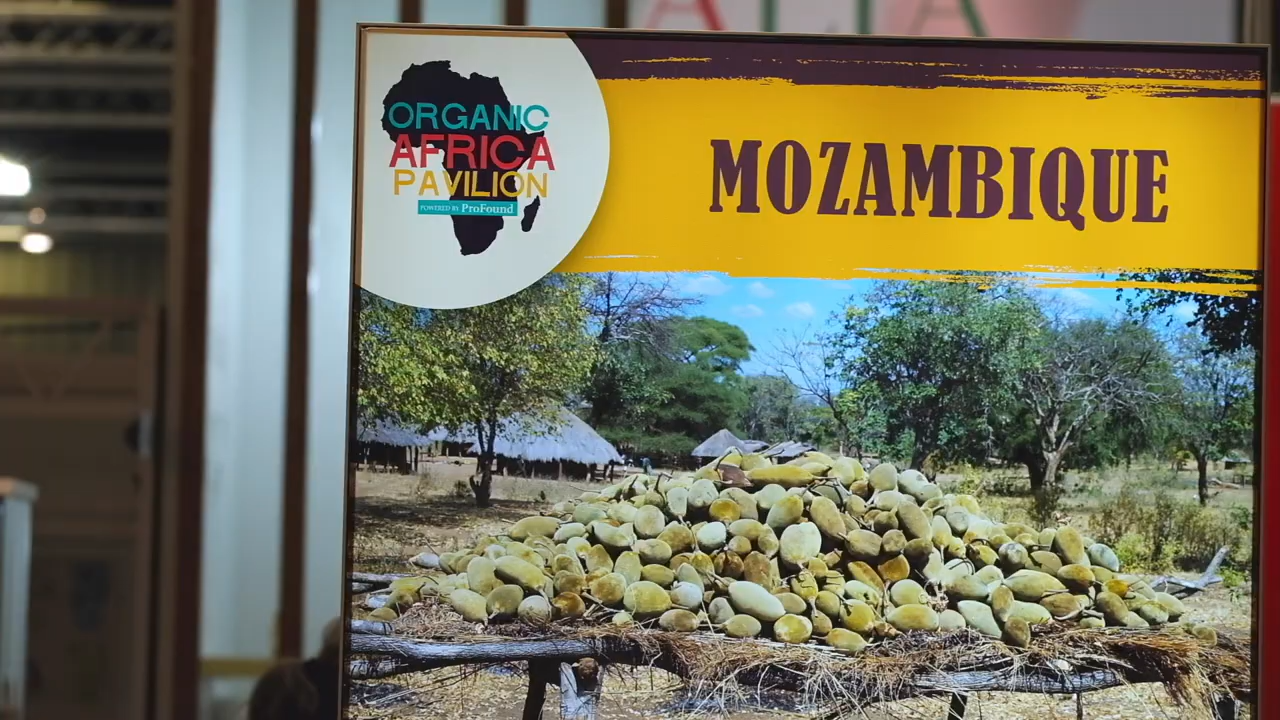 ORGANIC
AFRICA
PAVILION
POWERED BY ProFound
MOZAMBIQUE